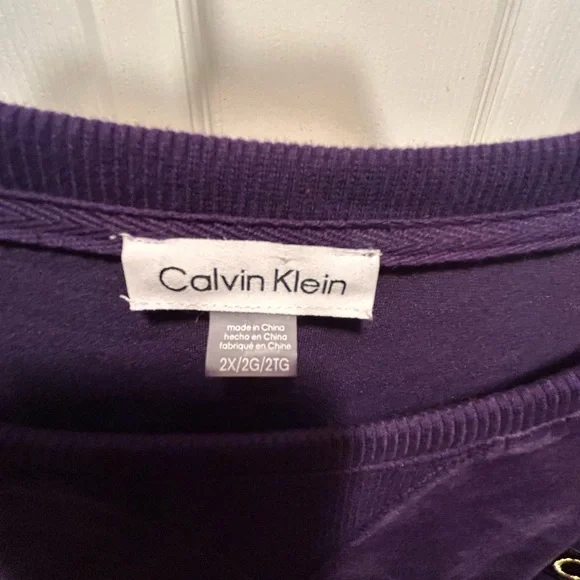 Calvin Klein
made in China
hecho en China
fabriqué en Chine
2X/2G/2TG